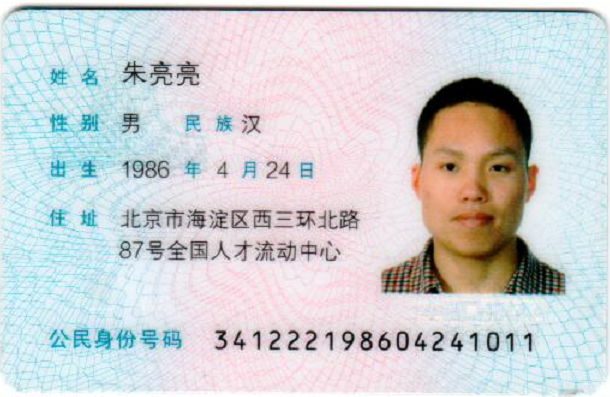 姓名 朱亮亮
性别 男 民族 汉
出生 1986 年 4 月 24 日
住址 北京市海淀区西三环北路
87号全国人才流动中心
公民身份号码 341222198604241011